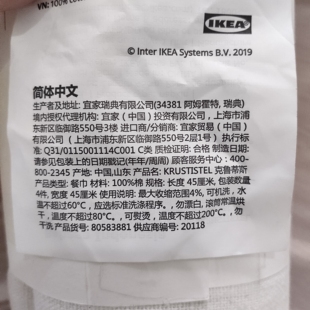 VN: 100% cot
IKEA
© Inter IKEA Systems B.V. 2019
简体中文
生产者及地址: 宜家瑞典有限公司(34381 阿姆霍特, 瑞典)
境内授权代理机构: 宜家（中国）投资有限公司, 上海市浦
东新区临御路550号3楼 进口商/分销商: 宜家贸易（中国）
有限公司（上海市浦东新区临御路550号2层1号） 执行标
准: Q31/0115001114C001 C类 质检证明: 合格 制造日期:
请参见包装上的日期戳记(年年/周周) 顾客服务中心: 400-
800-2345 产地: 中国,山东 产品名: KRUSTISTEL 克鲁蒂斯
产品类型: 餐巾 材料: 100%棉 规格: 长度 45厘米, 包装数量
4件, 宽度 45厘米 使用说明: 最大收缩范围4%, 可机洗, 水
温不超过60°C, 应选标准洗涤程序。, 勿漂白, 滚筒常温烘
干, 温度不超过80°C。, 可熨烫, 温度不超过200°C。, 勿
干洗 产品货号: 80583881 供应商编号: 20118